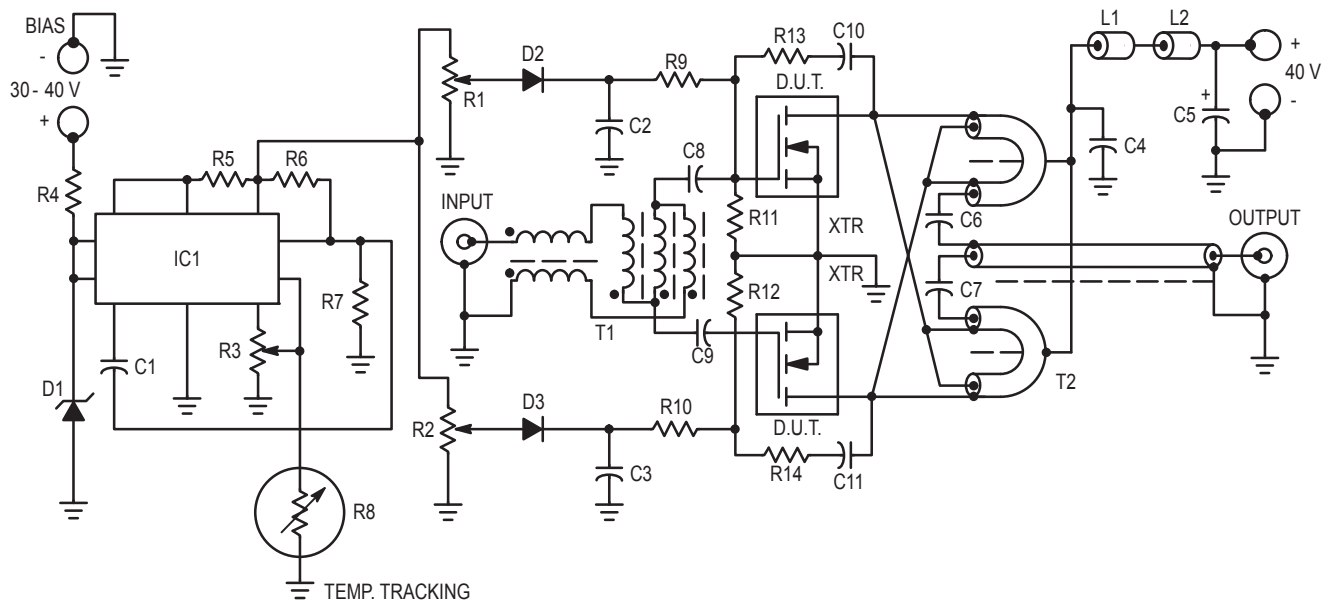 BIAS
-
30 - 40 V
+
R4
D1
R5
R6
IC1
C1
R3
R7
R8
TEMP. TRACKING
R1
D2
C2
R9
INPUT
C8
T1
C9
R2
D3
C3
R10
R13
C10
D.U.T.
R11
XTR
XTR
R12
D.U.T.
R14
C11
L1
L2
+
40 V
-
+
C5
C4
C6
C7
OUTPUT
T2